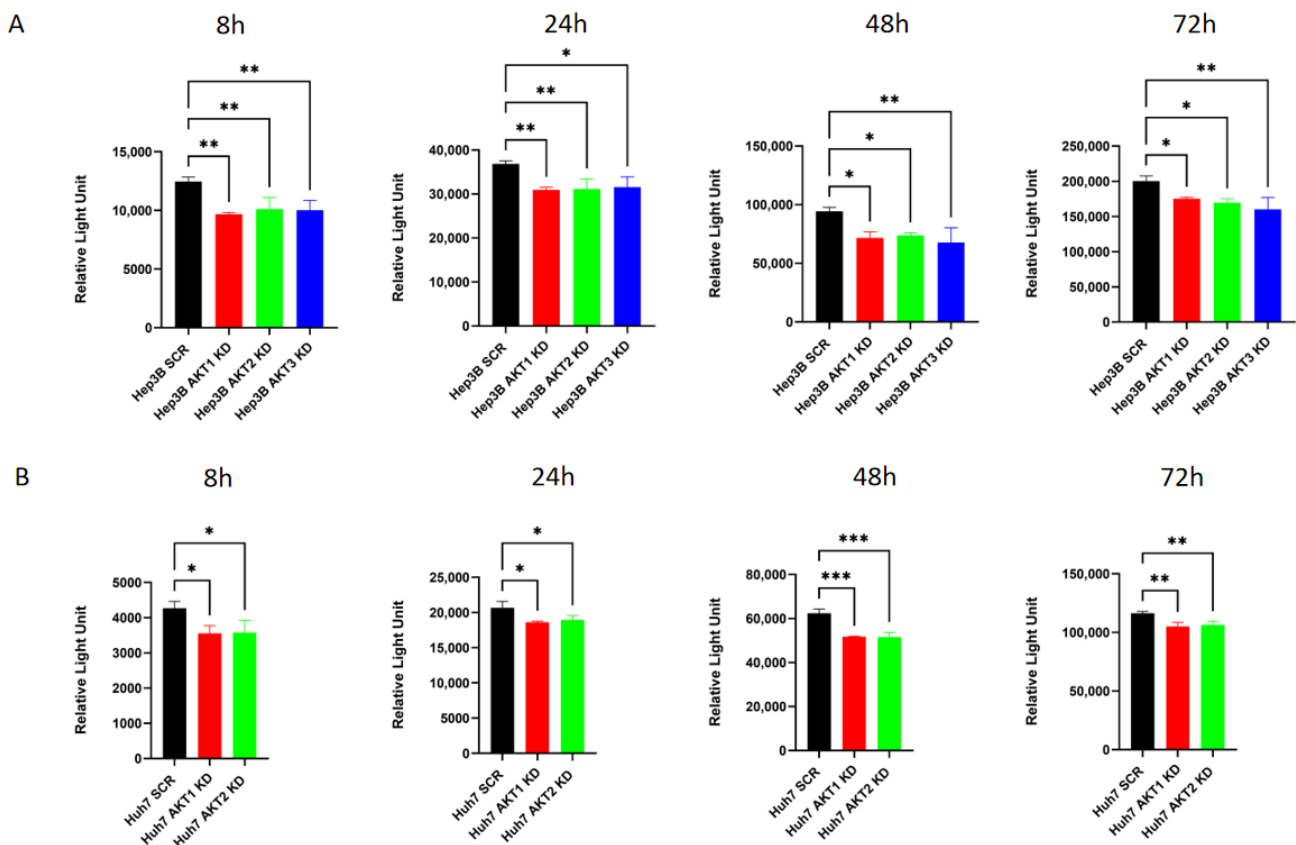 A
8h
24h
48h
72h
**
**
**
15,000
10,000
5000
0
Relative Light Unit
Hep3B SCR
Hep3B AKT1 KD
Hep3B AKT2 KD
Hep3B AKT3 KD
*
**
**
40,000
30,000
20,000
10,000
0
Relative Light Unit
Hep3B SCR
Hep3B AKT1 KD
Hep3B AKT2 KD
Hep3B AKT3 KD
**
*
*
150,000
100,000
50,000
0
Relative Light Unit
Hep3B SCR
Hep3B AKT1 KD
Hep3B AKT2 KD
Hep3B AKT3 KD
**
*
*
250,000
200,000
150,000
100,000
50,000
0
Relative Light Unit
Hep3B SCR
Hep3B AKT1 KD
Hep3B AKT2 KD
Hep3B AKT3 KD
B
8h
24h
48h
72h
*
*
5000
4000
3000
2000
1000
0
Relative Light Unit
Huh7 SCR
Huh7 AKT1 KD
Huh7 AKT2 KD
*
*
25,000
20,000
15,000
10,000
5000
0
Relative Light Unit
Huh7 SCR
Huh7 AKT1 KD
Huh7 AKT2 KD
***
***
80,000
60,000
40,000
20,000
0
Relative Light Unit
Huh7 SCR
Huh7 AKT1 KD
Huh7 AKT2 KD
**
**
150,000
100,000
50,000
0
Relative Light Unit
Huh7 SCR
Huh7 AKT1 KD
Huh7 AKT2 KD